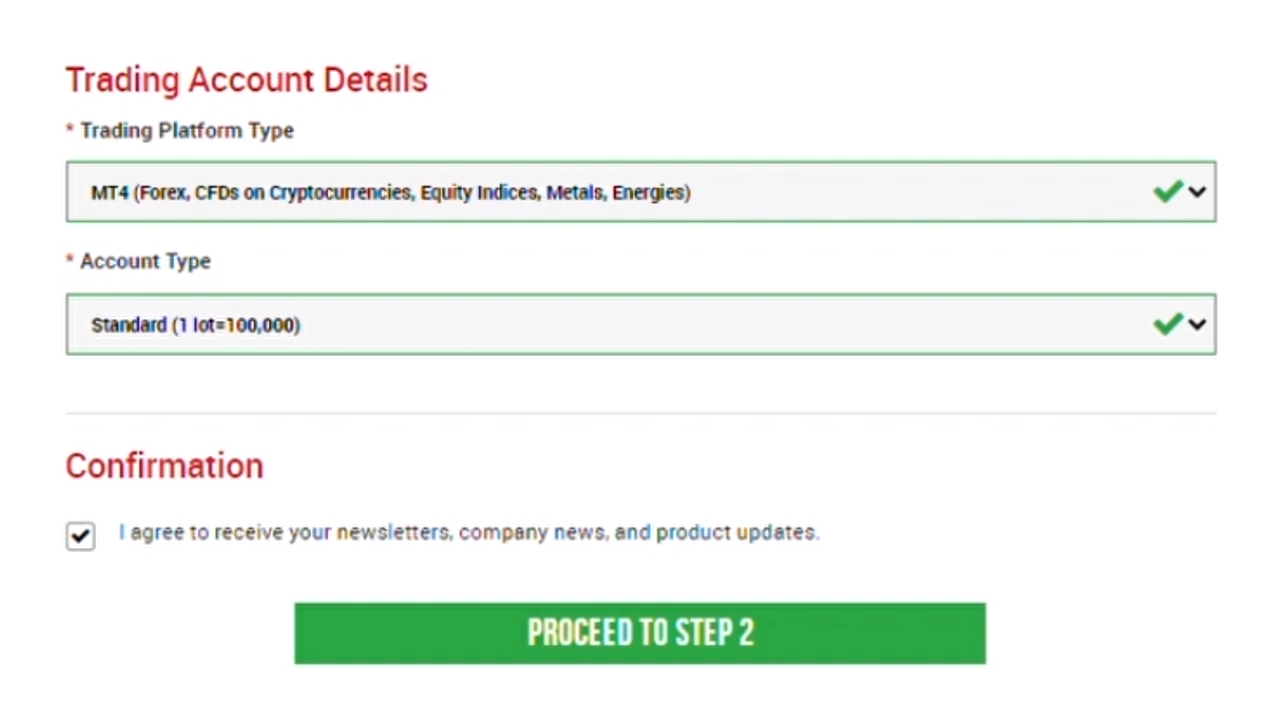 Trading Account Details
* Trading Platform Type
MT4 (Forex, CFDs on Cryptocurrencies, Equity Indices, Metals, Energies)
* Account Type
Standard (1 lot=100,000)
Confirmation
I agree to receive your newsletters, company news, and product updates.
PROCEED TO STEP 2